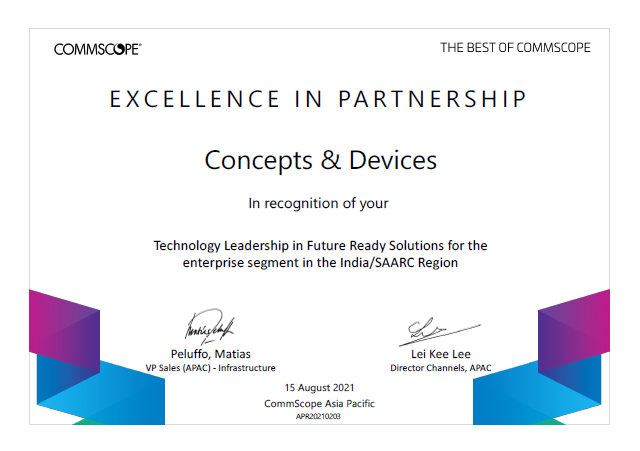 COMMSCOPE®
THE BEST OF COMMSCOPE
EXCELLENCE IN PARTNERSHIP
Concepts & Devices
In recognition of your
Technology Leadership in Future Ready Solutions for the
enterprise segment in the India/SAARC Region
Peluffo, Matias
VP Sales (APAC) - Infrastructure
Lei Kee Lee
Director Channels, APAC
15 August 2021
CommScope Asia Pacific
APR20210203